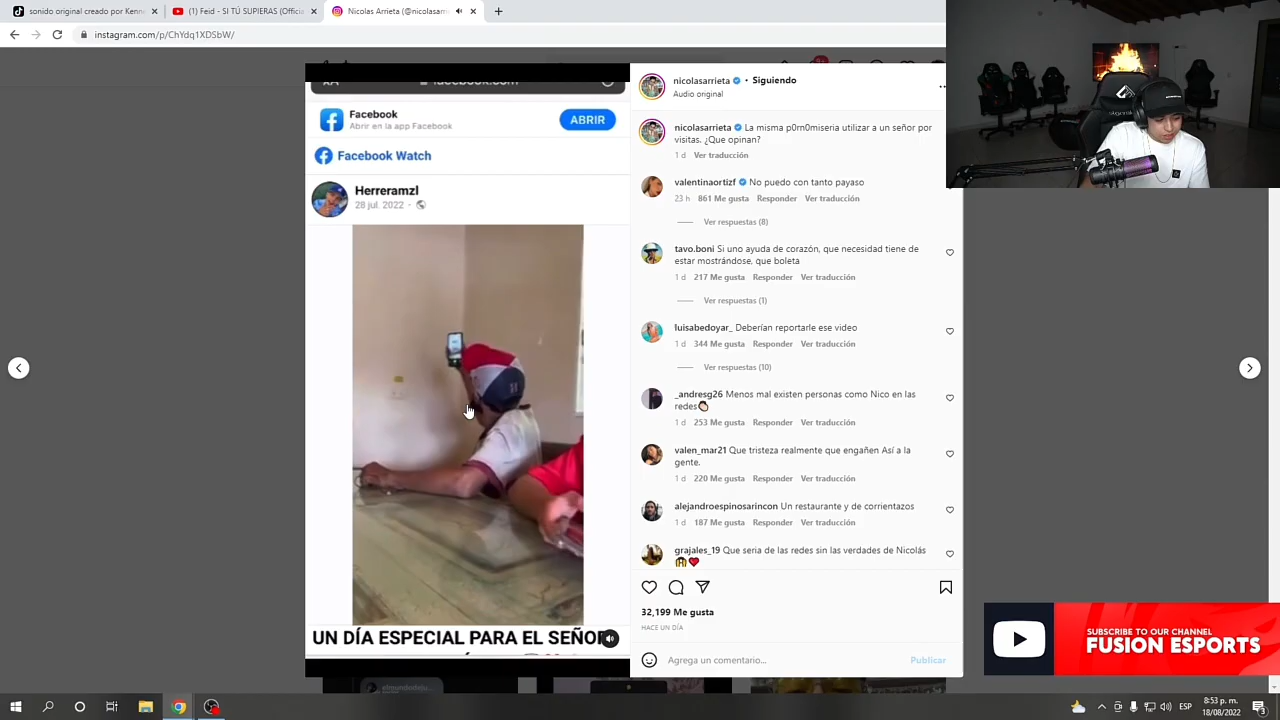 sonido original creado por Kenne
(1) Feid - SI TÚ SUPIERAS (Officia
Nicolas Arrieta (@nicolasarrie
instagram.com/p/ChYdq1XDSbW/
facebook.com
Facebook
Abrir en la app Facebook
ABRIR
Facebook Watch
Herreramzl
28 jul. 2022
UN DÍA ESPECIAL PARA EL SEÑOR
nicolasarrieta • Siguiendo
Audio original
nicolasarrieta La misma p0rn0miseria utilizar a un señor por
visitas. ¿Que opinan?
1 d Ver traducción
valentinaortizf No puedo con tanto payaso
23 h 861 Me gusta Responder Ver traducción
Ver respuestas (8)
tavo.boni Si uno ayuda de corazón, que necesidad tiene de
estar mostrándose, que boleta
1 d 217 Me gusta Responder Ver traducción
Ver respuestas (1)
luisabedoyar_ Deberían reportarle ese video
1 d 344 Me gusta Responder Ver traducción
Ver respuestas (10)
_andresg26 Menos mal existen personas como Nico en las
redes
1 d 253 Me gusta Responder Ver traducción
valen_mar21 Que tristeza realmente que engañen Así a la
gente.
1 d 220 Me gusta Responder Ver traducción
alejandroespinosarincon Un restaurante y de corrientazos
1 d 187 Me gusta Responder Ver traducción
grajales_19 Que seria de las redes sin las verdades de Nicolás
32,199 Me gusta
HACE UN DÍA
Agrega un comentario...
Publicar
SUBSCRIBE TO OUR CHANNEL
FUSION ESPORTS
ESP
8:53 p. m.
18/08/2022